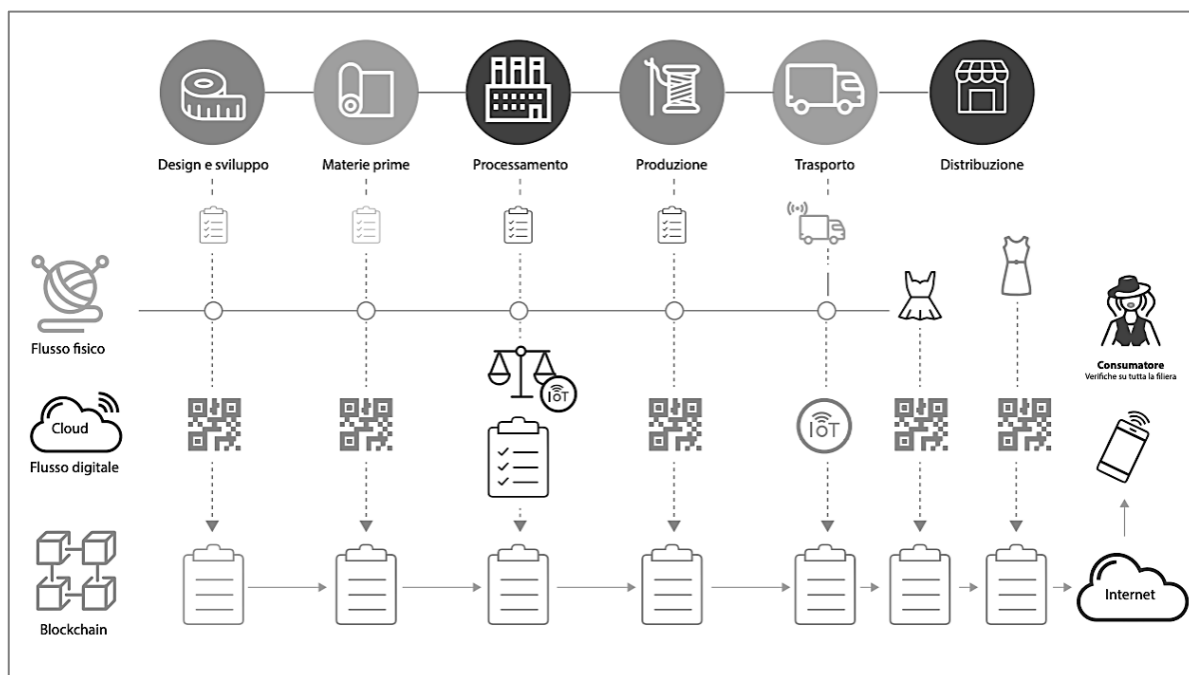 Design e sviluppo
Materie prime
Processamento
Produzione
Trasporto
Distribuzione
Flusso fisico
Consumatore
Verifiche su tutta la filiera
IoT
Cloud
IoT
Flusso digitale
Internet
Blockchain